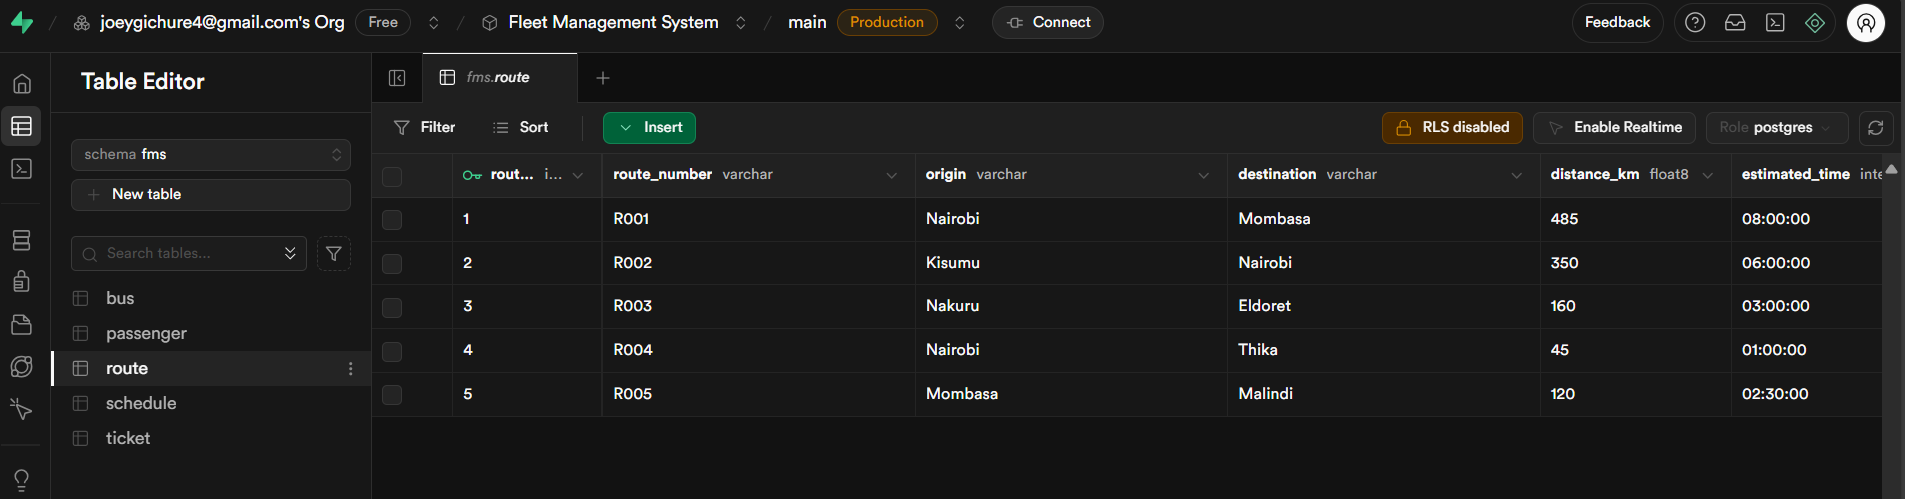 joeygichure4@gmail.com's Org Free Fleet Management System main Production Connect Feedback
Table Editor
fms.route
Filter Sort Insert RLS disabled Enable Realtime Role postgres
schema fms
New table
Search tables...
bus
passenger
route
schedule
ticket
rout... i... route_number varchar origin varchar destination varchar distance_km float8 estimated_time inte
1 R001 Nairobi Mombasa 485 08:00:00
2 R002 Kisumu Nairobi 350 06:00:00
3 R003 Nakuru Eldoret 160 03:00:00
4 R004 Nairobi Thika 45 01:00:00
5 R005 Mombasa Malindi 120 02:30:00